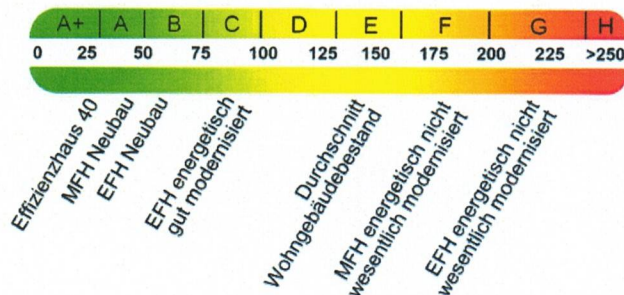 A+ A B C D E F G H
0 25 50 75 100 125 150 175 200 225 >250
Effizienzhaus 40
MFH Neubau
EFH Neubau
EFH energetisch
gut modernisiert
Durchschnitt
Wohngebäudebestand
MFH energetisch nicht
wesentlich modernisiert
EFH energetisch nicht
wesentlich modernisiert